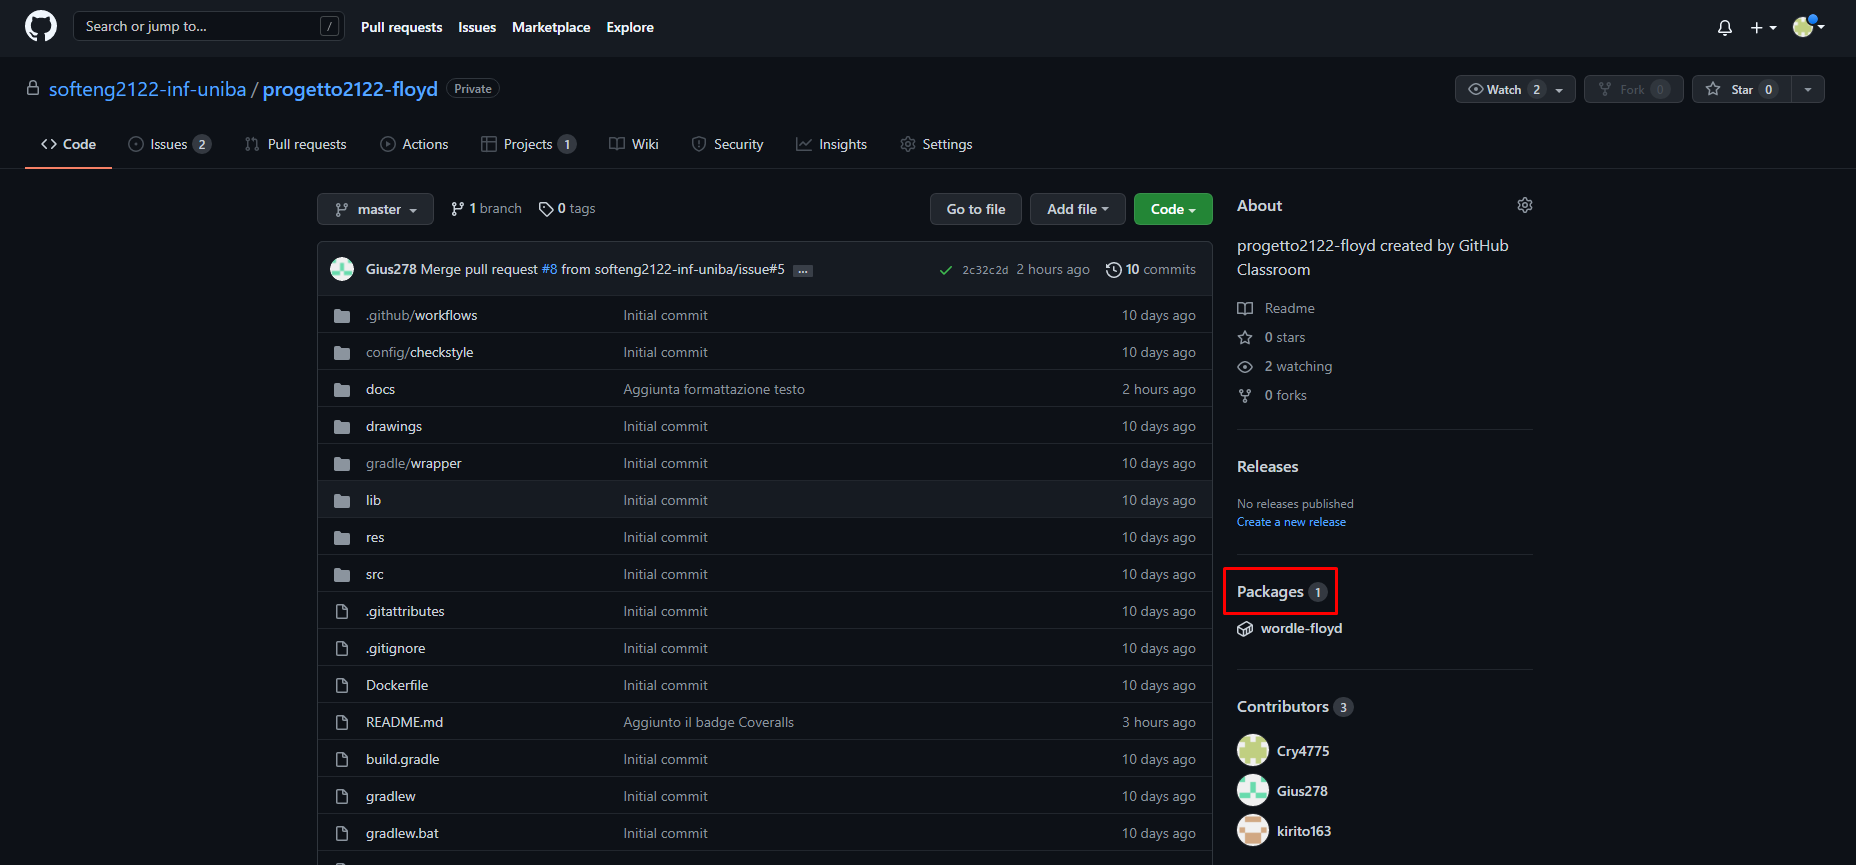 Search or jump to... /
Pull requests Issues Marketplace Explore
softeng2122-inf-uniba / progetto2122-floyd Private
Watch 2 Fork 0 Star 0
Code Issues 2 Pull requests Actions Projects 1 Wiki Security Insights Settings
master 1 branch 0 tags Go to file Add file Code
Gius278 Merge pull request #8 from softeng2122-inf-uniba/issue#5 ... 2c32c2d 2 hours ago 10 commits
.github/workflows Initial commit 10 days ago
config/checkstyle Initial commit 10 days ago
docs Aggiunta formattazione testo 2 hours ago
drawings Initial commit 10 days ago
gradle/wrapper Initial commit 10 days ago
lib Initial commit 10 days ago
res Initial commit 10 days ago
src Initial commit 10 days ago
.gitattributes Initial commit 10 days ago
.gitignore Initial commit 10 days ago
Dockerfile Initial commit 10 days ago
README.md Aggiunto il badge Coveralls 3 hours ago
build.gradle Initial commit 10 days ago
gradlew Initial commit 10 days ago
gradlew.bat Initial commit 10 days ago
About
progetto2122-floyd created by GitHub
Classroom
Readme
0 stars
2 watching
0 forks
Releases
No releases published
Create a new release
Packages 1
wordle-floyd
Contributors 3
Cry4775
Gius278
kirito163